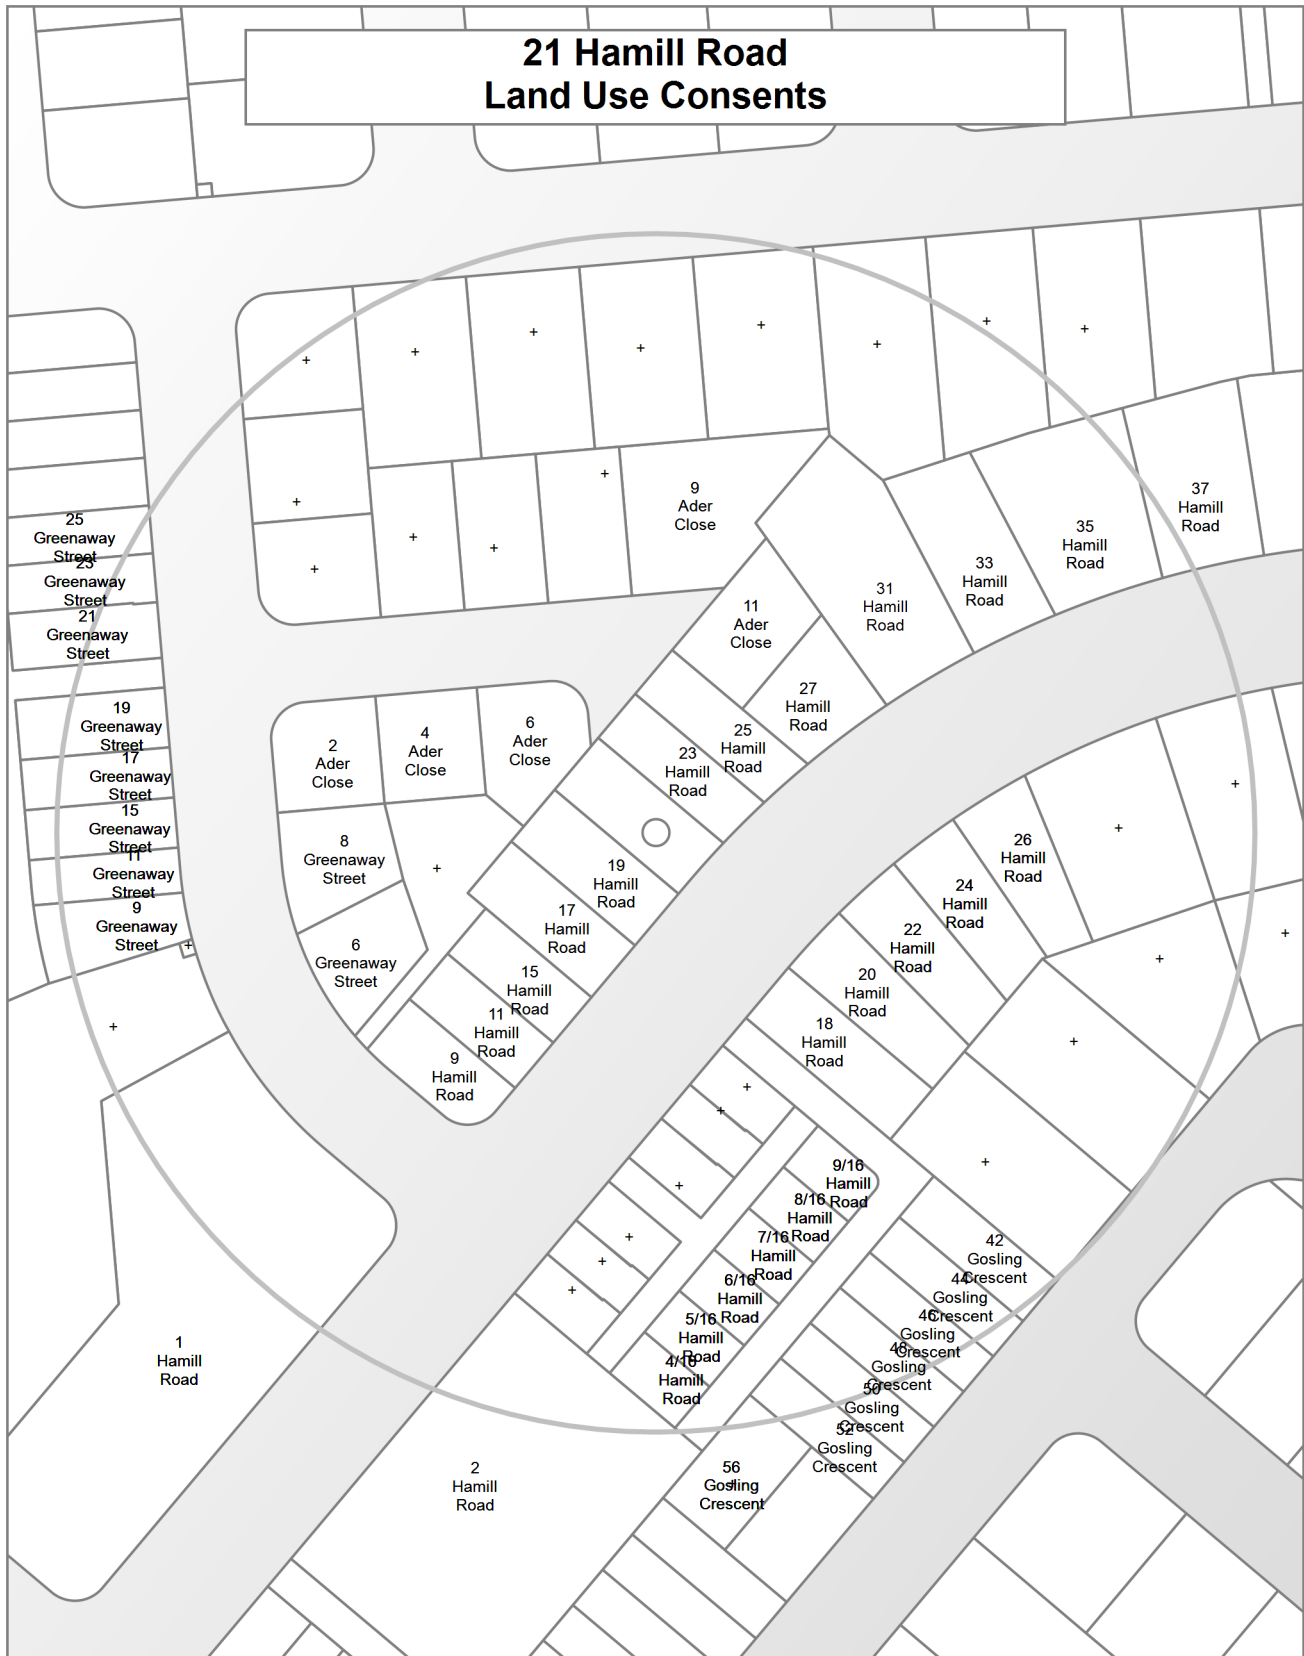 21 Hamill Road
Land Use Consents
25
Greenaway
Street
23
Greenaway
Street
21
Greenaway
Street
19
Greenaway
Street
17
Greenaway
Street
15
Greenaway
Street
11
Greenaway
Street
9
Greenaway
Street
9
Ader
Close
11
Ader
Close
2
Ader
Close
4
Ader
Close
6
Ader
Close
8
Greenaway
Street
6
Greenaway
Street
37
Hamill
Road
35
Hamill
Road
33
Hamill
Road
31
Hamill
Road
27
Hamill
Road
25
Hamill
Road
23
Hamill
Road
19
Hamill
Road
17
Hamill
Road
15
Hamill
Road
11
Hamill
Road
9
Hamill
Road
26
Hamill
Road
24
Hamill
Road
22
Hamill
Road
20
Hamill
Road
18
Hamill
Road
9/16
Hamill
Road
8/16
Hamill
Road
7/16
Hamill
Road
6/16
Hamill
Road
5/16
Hamill
Road
4/16
Hamill
Road
42
Gosling
Crescent
44
Gosling
Crescent
46
Gosling
Crescent
48
Gosling
Crescent
50
Gosling
Crescent
52
Gosling
Crescent
56
Gosling
Crescent
1
Hamill
Road
2
Hamill
Road